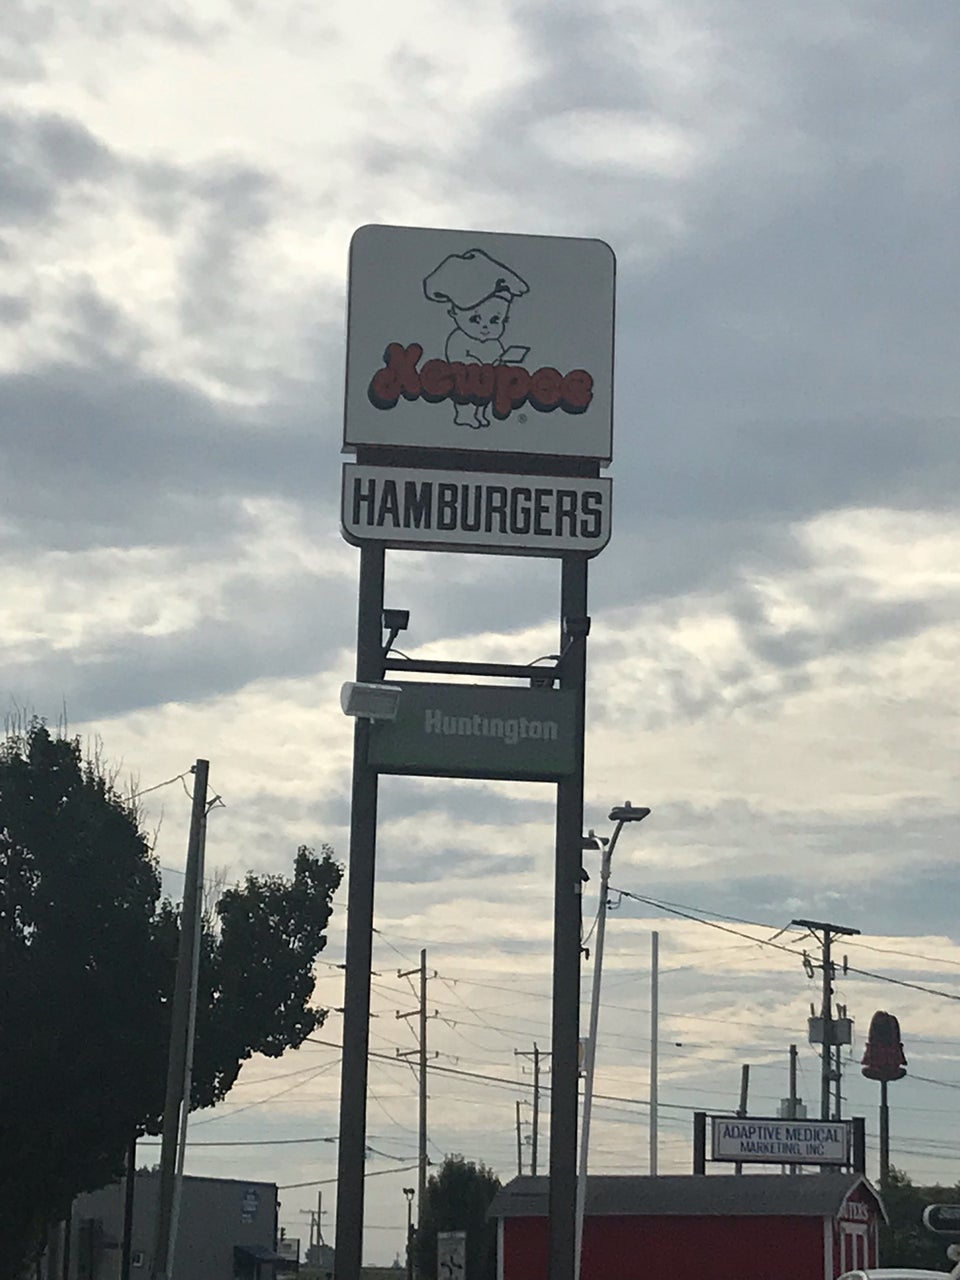 Kewpee
®
HAMBURGERS
Huntington
ADAPTIVE MEDICAL
MARKETING, INC